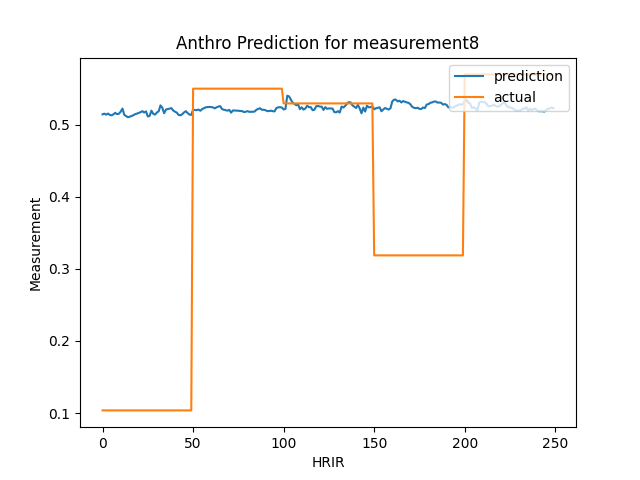 Anthro Prediction for measurement8
prediction
actual
0.5
0.4
0.3
0.2
0.1
Measurement
0 50 100 150 200 250
HRIR